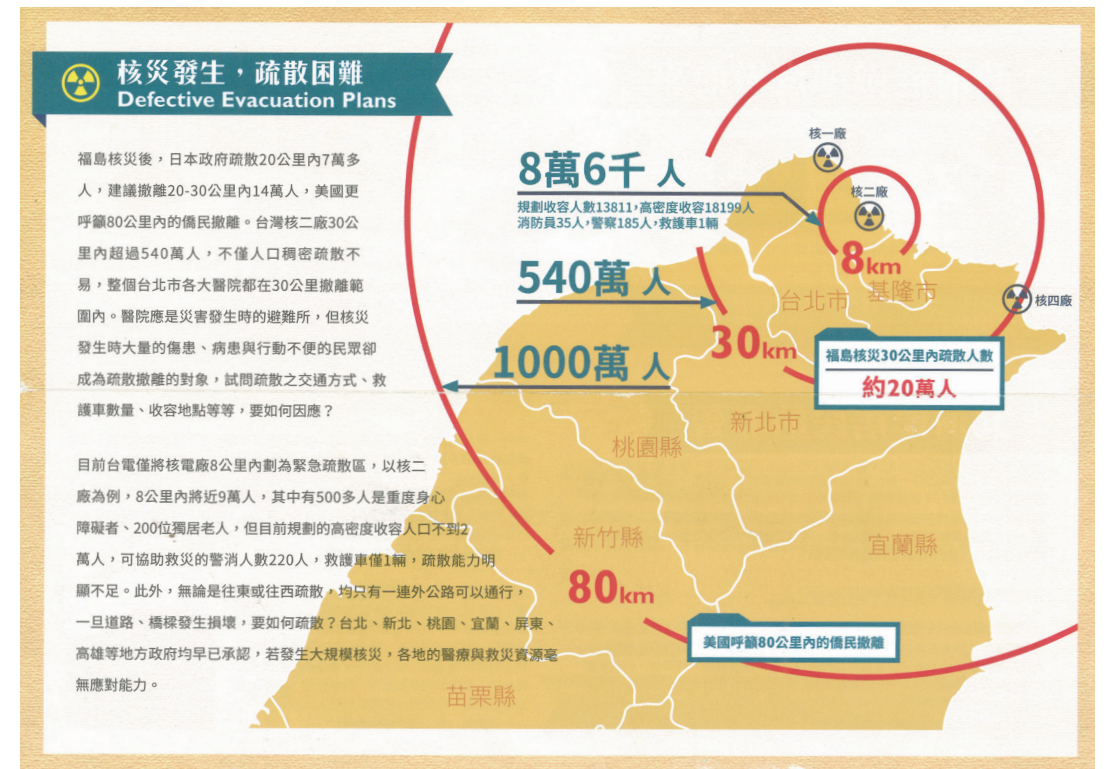 核災發生，疏散困難
Defective Evacuation Plans
福島核災後，日本政府疏散20公里內7萬多
人，建議撤離20-30公里內14萬人，美國更
呼籲80公里內的僑民撤離。台灣核二廠30公
里內超過540萬人，不僅人口稠密疏散不
易，整個台北市各大醫院都在30公里撤離範
圍內。醫院應是災害發生時的避難所，但核災
發生時大量的傷患、病患與行動不便的民眾卻
成為疏散撤離的對象，試問疏散之交通方式、救
護車數量、收容地點等等，要如何因應？
目前台電僅將核電廠8公里內劃為緊急疏散區，以核二
廠為例，8公里內將近9萬人，其中有500多人是重度身心
障礙者、200位獨居老人，但目前規劃的高密度收容人口不到2
萬人，可協助救災的警消人數220人，救護車僅1輛，疏散能力明
顯不足。此外，無論是往東或往西疏散，均只有一連外公路可以通行，
一旦道路、橋樑發生損壞，要如何疏散？台北、新北、桃園、宜蘭、屏東、
高雄等地方政府均早已承認，若發生大規模核災，各地的醫療與救災資源毫
無應對能力。
8萬6千 人
規劃收容人數13811，高密度收容18199人
消防員35人，警察185人，救護車1輛
540萬 人
1000萬 人
核一廠
核二廠
8km
台北市
基隆市
核四廠
30km
福島核災30公里內疏散人數
約20萬人
新北市
桃園縣
新竹縣
宜蘭縣
80km
美國呼籲80公里內的僑民撤離
苗栗縣